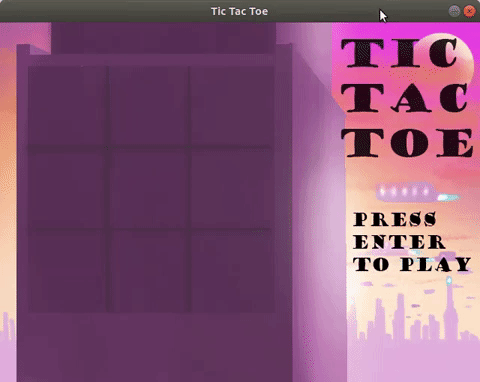 Tic Tac Toe
TIC
TAC
TOE
PRESS
ENTER
TO PLAY